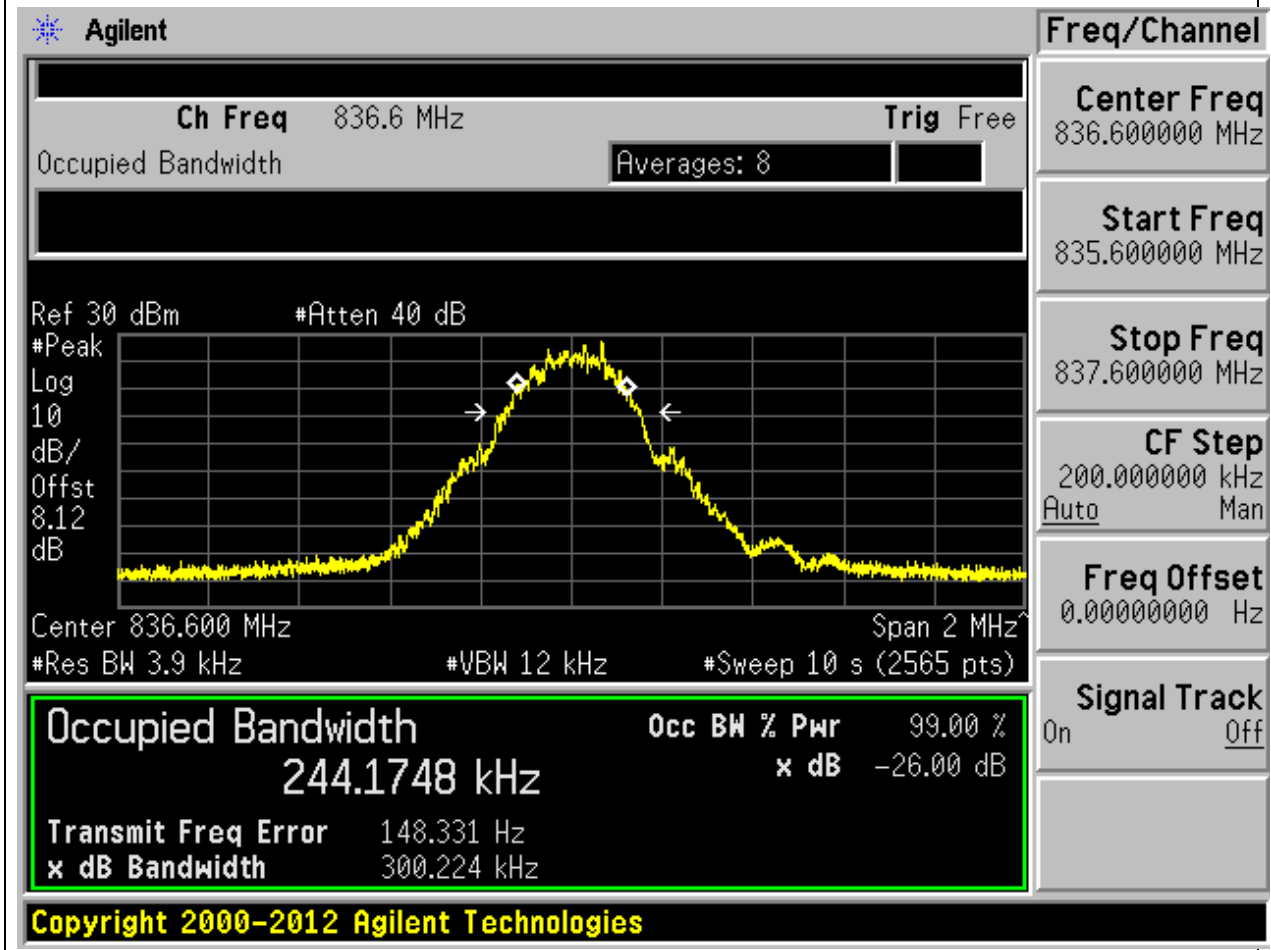 Agilent
Ch Freq 836.6 MHz Trig Free
Occupied Bandwidth Averages: 8
Ref 30 dBm #Atten 40 dB
#Peak
Log
10
dB/
Offst
8.12
dB
Center 836.600 MHz Span 2 MHz^
#Res BW 3.9 kHz #VBW 12 kHz #Sweep 10 s (2565 pts)
Occupied Bandwidth
244.1748 kHz
Occ BW % Pwr 99.00 %
x dB -26.00 dB
Transmit Freq Error 148.331 Hz
x dB Bandwidth 300.224 kHz
Copyright 2000-2012 Agilent Technologies
Freq/Channel
Center Freq
836.600000 MHz
Start Freq
835.600000 MHz
Stop Freq
837.600000 MHz
CF Step
200.000000 kHz
Auto Man
Freq Offset
0.00000000 Hz
Signal Track
On Off